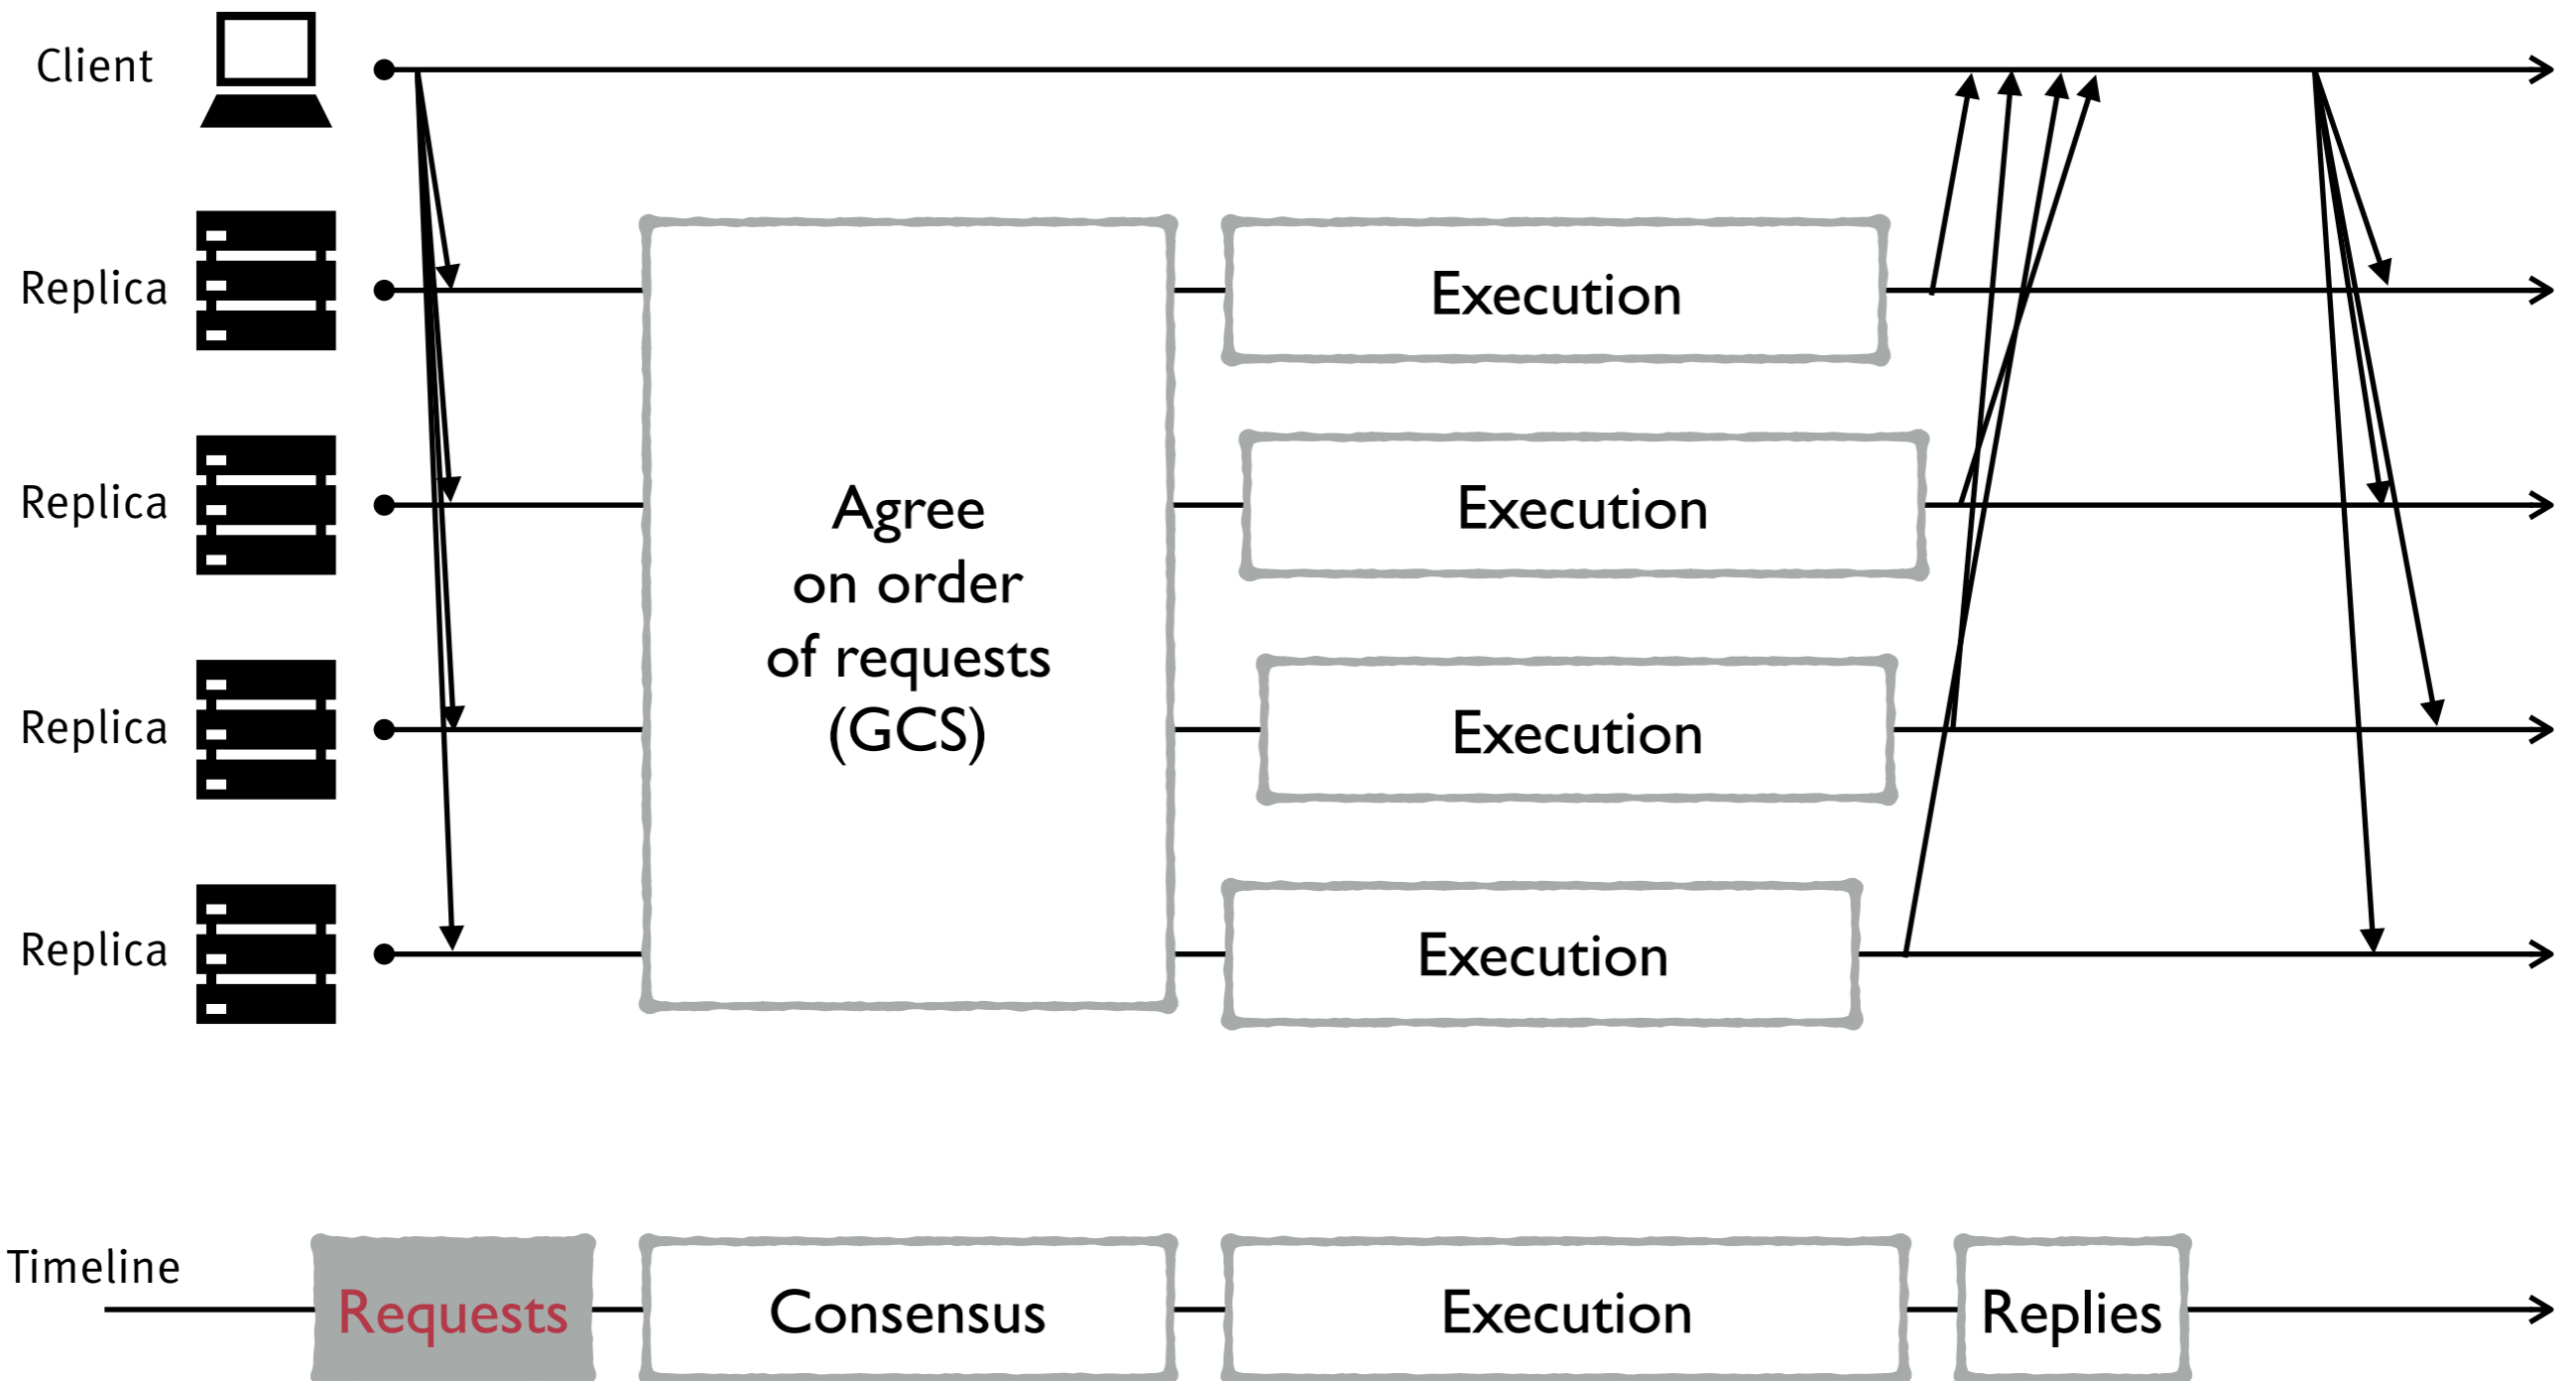 Client
Replica
Execution
Replica
Execution
Agree
on order
of requests
(GCS)
Replica
Execution
Replica
Execution
Timeline
Requests
Consensus
Execution
Replies